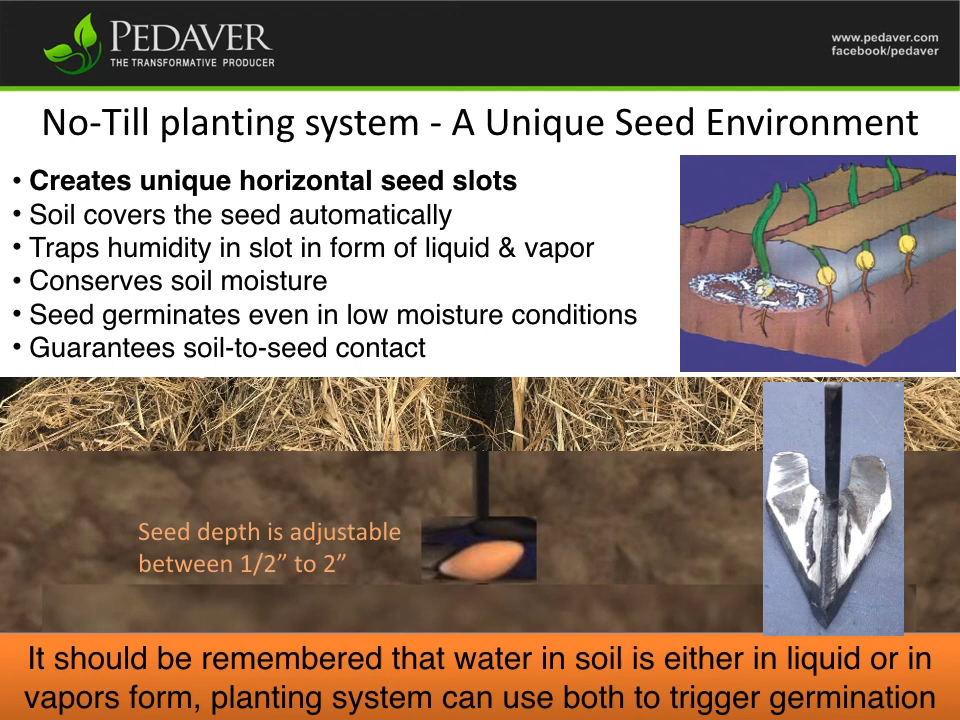 PEDAVER
THE TRANSFORMATIVE PRODUCER
www.pedaver.com
facebook/pedaver
No-Till planting system - A Unique Seed Environment
• Creates unique horizontal seed slots
• Soil covers the seed automatically
• Traps humidity in slot in form of liquid & vapor
• Conserves soil moisture
• Seed germinates even in low moisture conditions
• Guarantees soil-to-seed contact
Seed depth is adjustable
between 1/2” to 2”
It should be remembered that water in soil is either in liquid or in
vapors form, planting system can use both to trigger germination